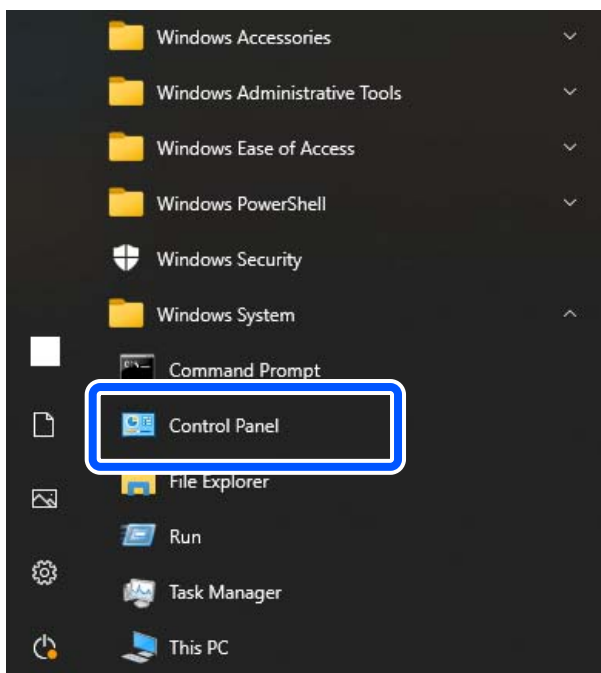 Windows Accessories
Windows Administrative Tools
Windows Ease of Access
Windows PowerShell
Windows Security
Windows System
Command Prompt
Control Panel
File Explorer
Run
Task Manager
This PC